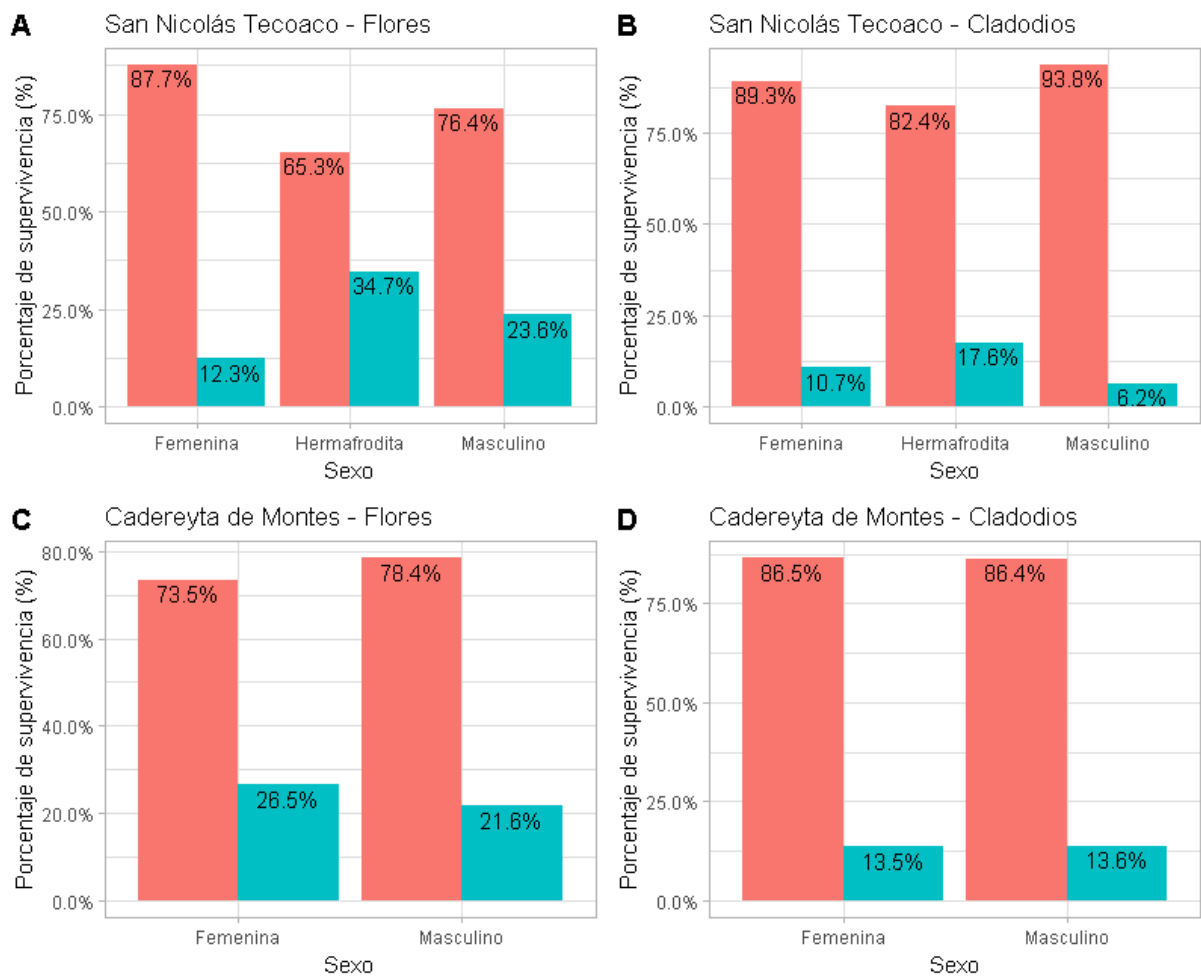 A San Nicolás Tecoaco - Flores
Porcentaje de supervivencia (%)
75.0%
50.0%
25.0%
0.0%
87.7%
12.3%
65.3%
34.7%
76.4%
23.6%
Femenina Hermafrodita Masculino
Sexo
B San Nicolás Tecoaco - Cladodios
Porcentaje de supervivencia (%)
75.0%
50.0%
25.0%
0.0%
89.3%
10.7%
82.4%
17.6%
93.8%
6.2%
Femenina Hermafrodita Masculino
Sexo
C Cadereyta de Montes - Flores
Porcentaje de supervivencia (%)
80.0%
60.0%
40.0%
20.0%
0.0%
73.5%
26.5%
78.4%
21.6%
Femenina Masculino
Sexo
D Cadereyta de Montes - Cladodios
Porcentaje de supervivencia (%)
75.0%
50.0%
25.0%
0.0%
86.5%
13.5%
86.4%
13.6%
Femenina Masculino
Sexo